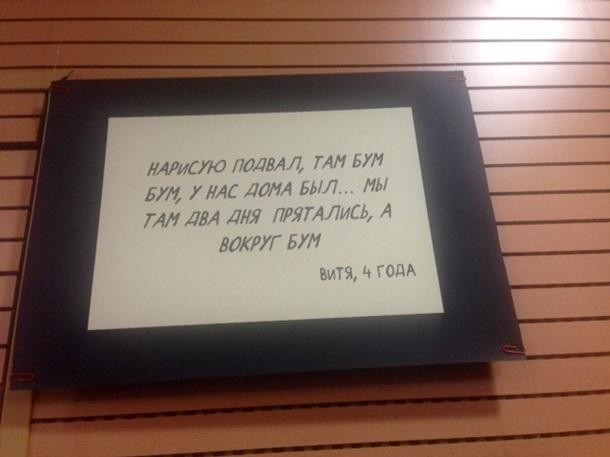 НАРИСУЮ ПОДВАЛ, ТАМ БУМ
БУМ, У НАС ДОМА БЫЛ... МЫ
ТАМ ДВА ДНЯ ПРЯТАЛИСЬ, А
ВОКРУГ БУМ
ВИТЯ, 4 ГОДА